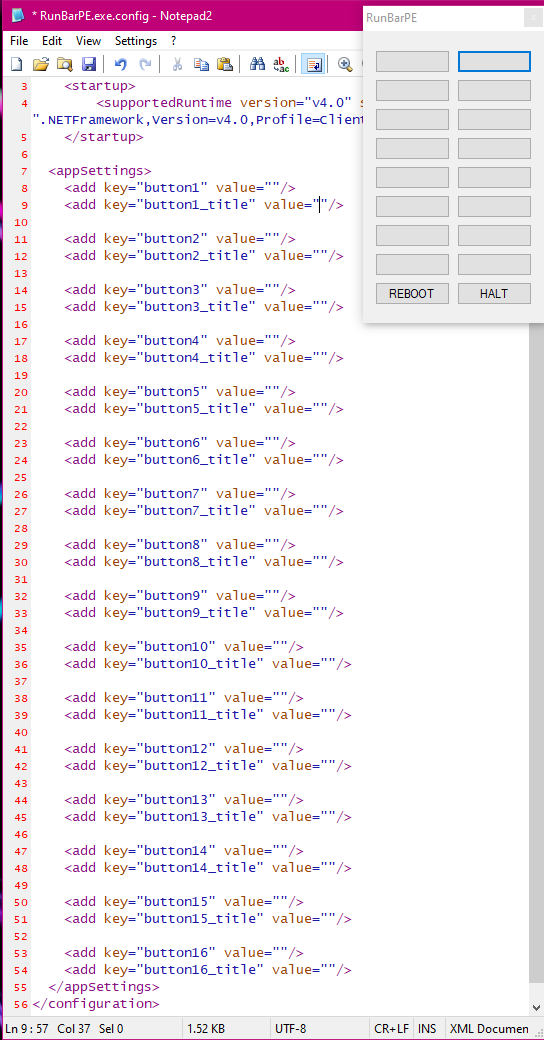 * RunBarPE.exe.config - Notepad2
File Edit View Settings ?
3 <startup>
4 <supportedRuntime version="v4.0" s
".NETFramework,Version=v4.0,Profile=Client
5 </startup>
6
7 <appSettings>
8 <add key="button1" value=""/>
9 <add key="button1_title" value=""/>
10
11 <add key="button2" value=""/>
12 <add key="button2_title" value=""/>
13
14 <add key="button3" value=""/>
15 <add key="button3_title" value=""/>
16
17 <add key="button4" value=""/>
18 <add key="button4_title" value=""/>
19
20 <add key="button5" value=""/>
21 <add key="button5_title" value=""/>
22
23 <add key="button6" value=""/>
24 <add key="button6_title" value=""/>
25
26 <add key="button7" value=""/>
27 <add key="button7_title" value=""/>
28
29 <add key="button8" value=""/>
30 <add key="button8_title" value=""/>
31
32 <add key="button9" value=""/>
33 <add key="button9_title" value=""/>
34
35 <add key="button10" value=""/>
36 <add key="button10_title" value=""/>
37
38 <add key="button11" value=""/>
39 <add key="button11_title" value=""/>
40
41 <add key="button12" value=""/>
42 <add key="button12_title" value=""/>
43
44 <add key="button13" value=""/>
45 <add key="button13_title" value=""/>
46
47 <add key="button14" value=""/>
48 <add key="button14_title" value=""/>
49
50 <add key="button15" value=""/>
51 <add key="button15_title" value=""/>
52
53 <add key="button16" value=""/>
54 <add key="button16_title" value=""/>
55 </appSettings>
56 </configuration>
Ln 9 : 57 Col 37 Sel 0 1.52 KB UTF-8 CR+LF INS XML Documen
RunBarPE
REBOOT HALT